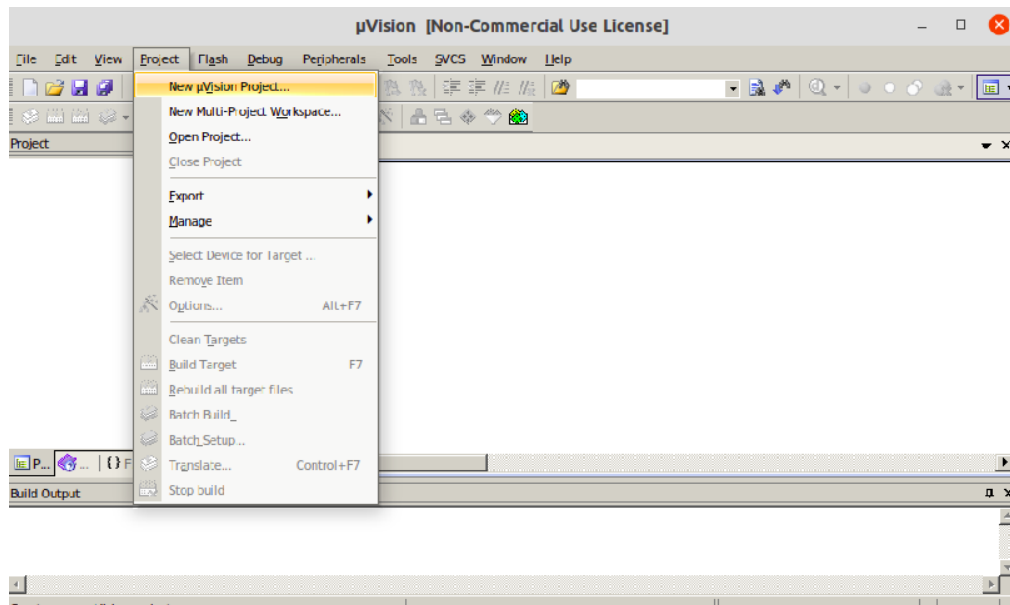 µVision [Non-Commercial Use License]
File Edit View Project Flash Debug Peripherals Tools SVCS Window Help
New µVision Project...
New Multi-Project Workspace...
Project
Open Project...
Close Project
Export
Manage
Select Device for Target ...
Remove Item
Options... Alt+F7
Clean Targets
Build Target F7
Rebuild all target files
Batch Build
Batch Setup...
P... ... {} F Translate... Control+F7
Build Output
Stop build